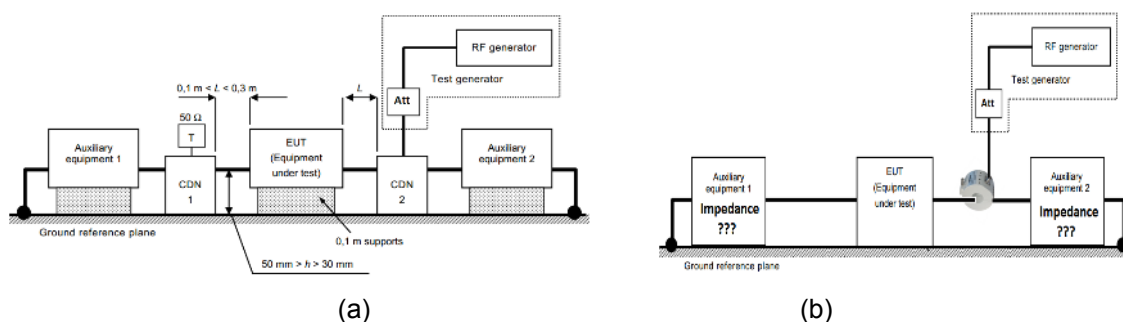 RF generator
Test generator
Att
0,1 m < L < 0,3 m
L
50 Ω
T
Auxiliary
equipment 1
CDN
1
EUT
(Equipment
under test)
CDN
2
Auxiliary
equipment 2
Ground reference plane
0,1 m supports
50 mm > h > 30 mm
(a)
RF generator
Test generator
Att
Auxiliary
equipment 1
Impedance
???
EUT
(Equipment
under test)
Auxiliary
equipment 2
Impedance
???
Ground reference plane
(b)